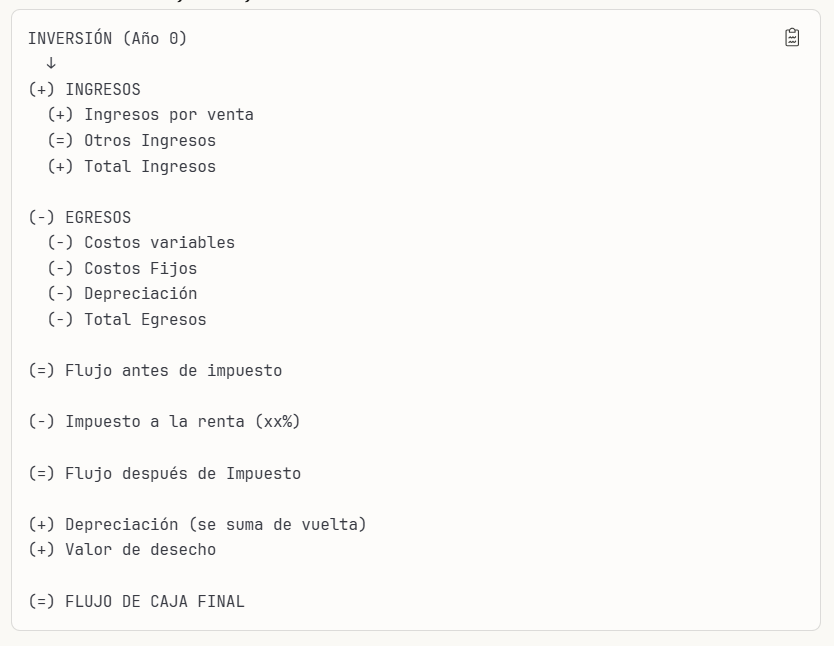 INVERSIÓN (Año 0)
↓
(+) INGRESOS
(+) Ingresos por venta
(=) Otros Ingresos
(+) Total Ingresos
(-) EGRESOS
(-) Costos variables
(-) Costos Fijos
(-) Depreciación
(-) Total Egresos
(=) Flujo antes de impuesto
(-) Impuesto a la renta (xx%)
(=) Flujo después de Impuesto
(+) Depreciación (se suma de vuelta)
(+) Valor de desecho
(=) FLUJO DE CAJA FINAL